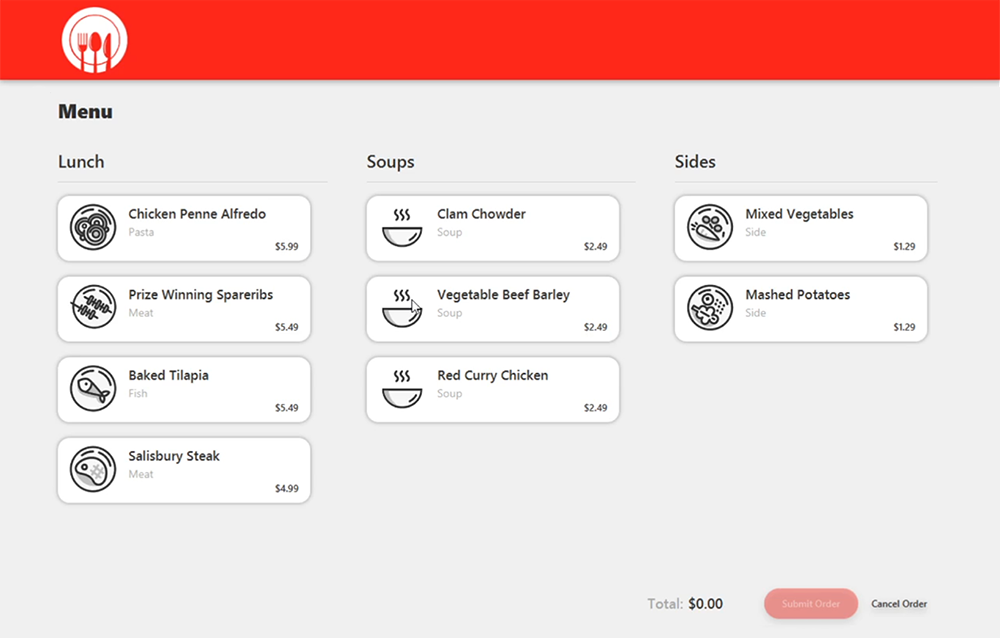 Menu
Lunch
Chicken Penne Alfredo
Pasta
$5.99
Prize Winning Spareribs
Meat
$5.49
Baked Tilapia
Fish
$5.49
Salisbury Steak
Meat
$4.99
Soups
Clam Chowder
Soup
$2.49
Vegetable Beef Barley
Soup
$2.49
Red Curry Chicken
Soup
$2.49
Sides
Mixed Vegetables
Side
$1.29
Mashed Potatoes
Side
$1.29
Total: $0.00
Submit Order
Cancel Order